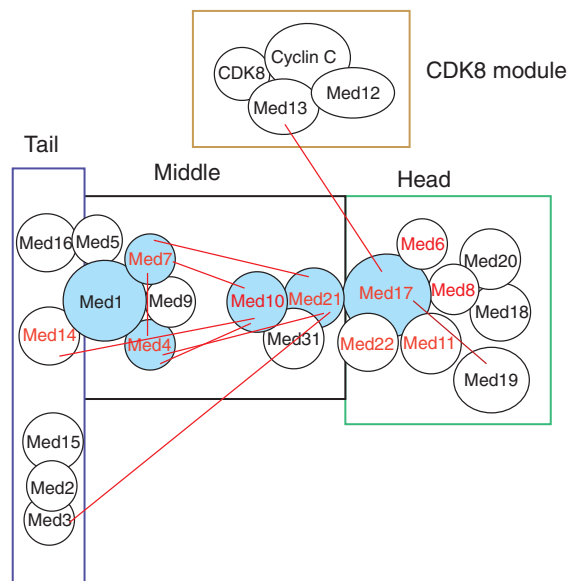 Cyclin C
CDK8
CDK8 module
Med12
Med13
Tail
Middle
Head
Med16
Med5
Med7
Med6
Med20
Med1
Med9
Med10
Med21
Med17
Med8
Med18
Med14
Med4
Med31
Med22
Med11
Med19
Med15
Med2
Med3